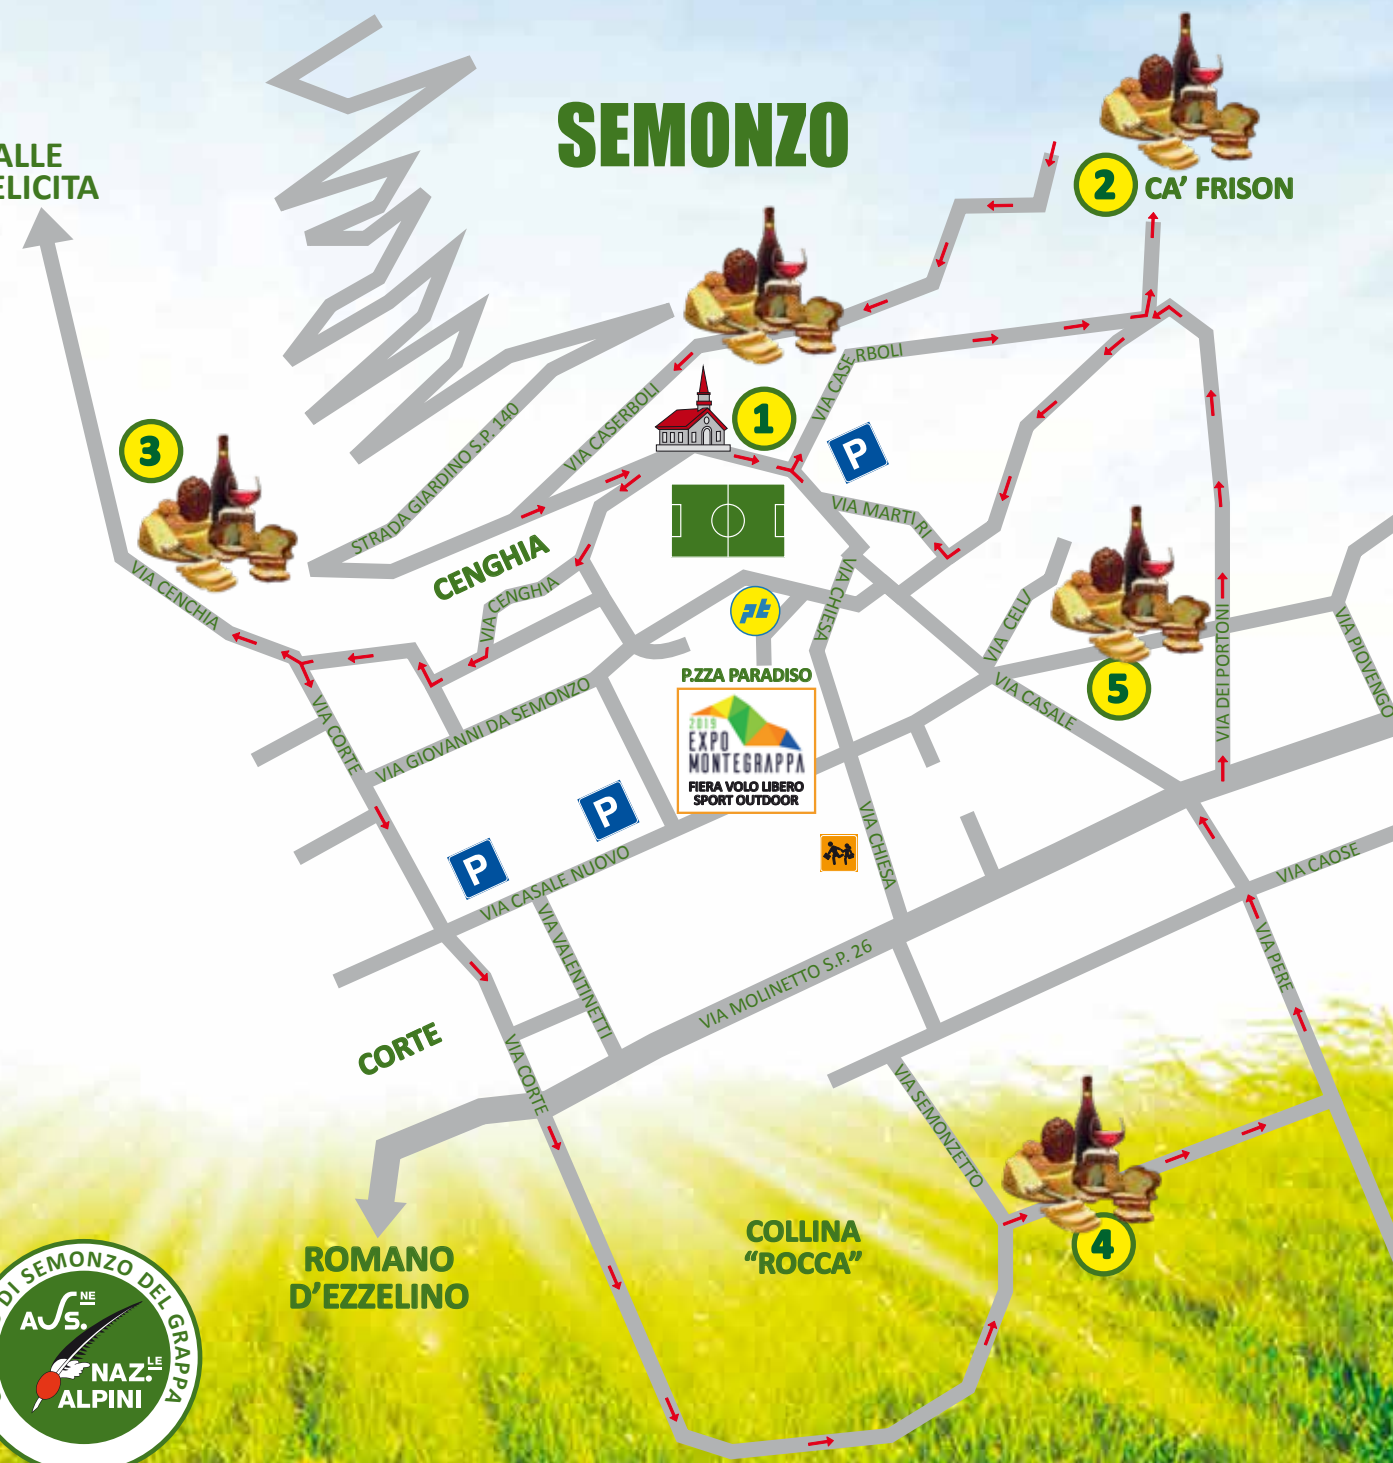 SEMONZO
ALLE
ELICITA
2
CA' FRISON
1
3
P
VIA CASERBOLI
VIA CASERBOLI
STRADA GIARDINO S.P. 140
CENGHIA
VIA MARTIRI
VIA CENGHIA
VIA CENCHIA
VIA CHIESA
VIA CELLI
pt
5
P.ZZA PARADISO
2019
EXPO
MONTEGRAPPA
FIERA VOLO LIBERO
SPORT OUTDOOR
VIA DEI PORTONI
VIA PIOVENGO
VIA CASALE
VIA CORTE
VIA GIOVANNI DA SEMONZO
P
P
VIA CASALE NUOVO
VIA CHIESA
VIA CAOSE
VIA VALENTINETTI
VIA MOLINETTO S.P. 26
VIA PERE
CORTE
VIA CORTE
VIA SEMONZETTO
4
COLLINA
“ROCCA”
ROMANO
D'EZZELINO
DI SEMONZO DEL GRAPPA
ASS.NE
NAZ.LE
ALPINI